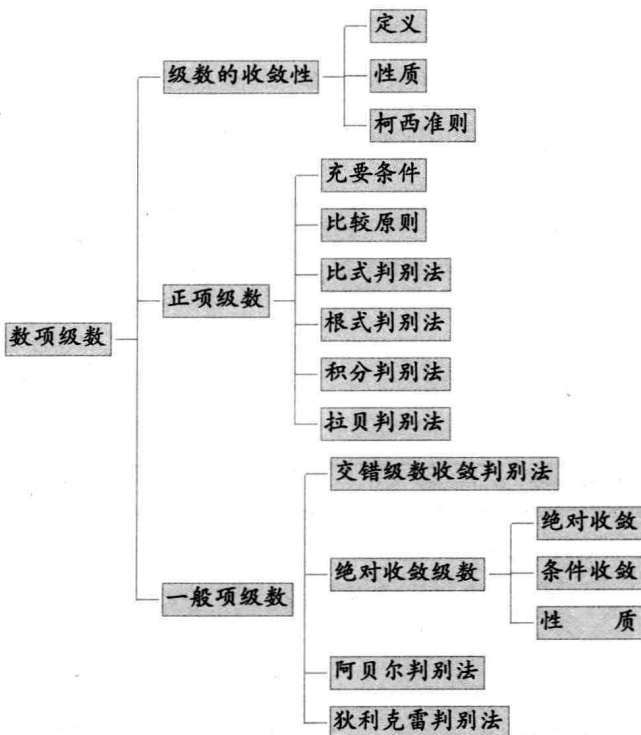 定义
级数的收敛性
性质
柯西准则
充要条件
比较原则
比式判别法
正项级数
根式判别法
数项级数
积分判别法
拉贝判别法
交错级数收敛判别法
绝对收敛
绝对收敛级数
条件收敛
一般项级数
性 质
阿贝尔判别法
狄利克雷判别法